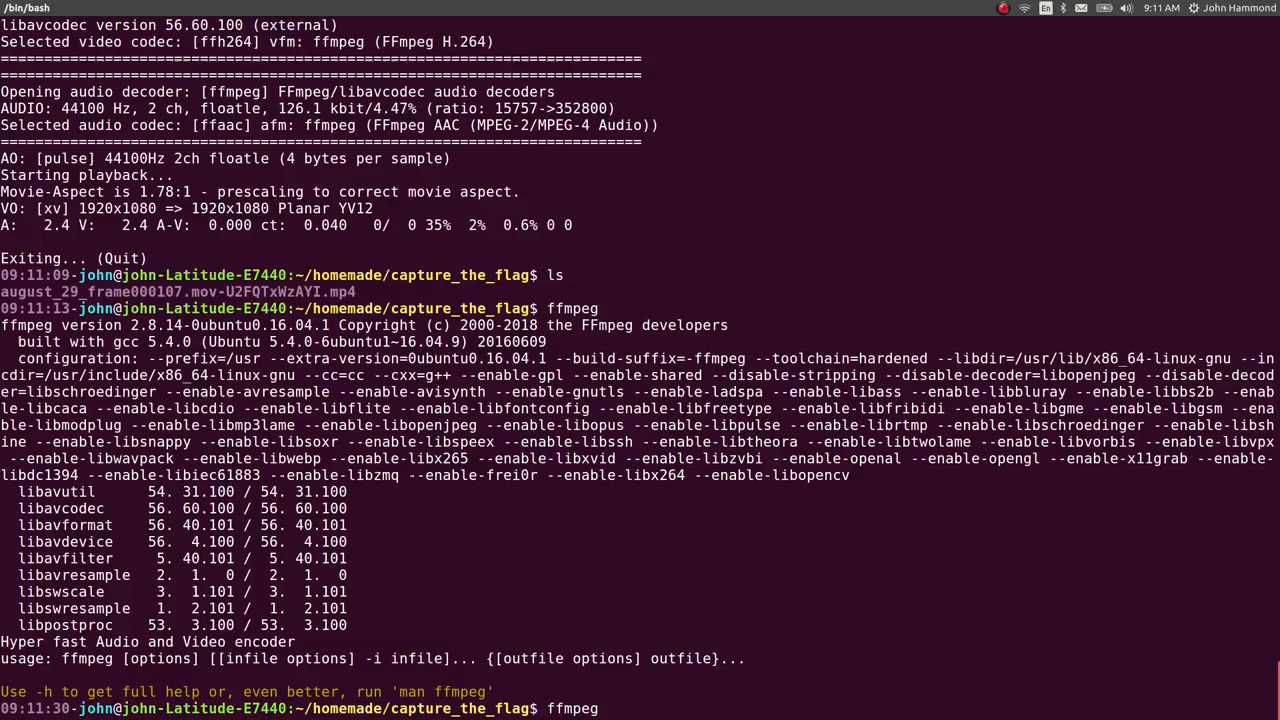 /bin/bash
En
9:11 AM
John Hammond
libavcodec version 56.60.100 (external)
Selected video codec: [ffh264] vfm: ffmpeg (FFmpeg H.264)
==========================================================================
==========================================================================
Opening audio decoder: [ffmpeg] FFmpeg/libavcodec audio decoders
AUDIO: 44100 Hz, 2 ch, floatle, 126.1 kbit/4.47% (ratio: 15757->352800)
Selected audio codec: [ffaac] afm: ffmpeg (FFmpeg AAC (MPEG-2/MPEG-4 Audio))
==========================================================================
AO: [pulse] 44100Hz 2ch floatle (4 bytes per sample)
Starting playback...
Movie-Aspect is 1.78:1 - prescaling to correct movie aspect.
VO: [xv] 1920x1080 => 1920x1080 Planar YV12
A:   2.4 V:   2.4 A-V:  0.000 ct:  0.040   0/  0 35%  2%  0.6% 0 0
Exiting... (Quit)
09:11:09-john@john-Latitude-E7440:~/homemade/capture_the_flag$ ls
august_29_frame000107.mov-U2FQTxWzAYI.mp4
09:11:13-john@john-Latitude-E7440:~/homemade/capture_the_flag$ ffmpeg
ffmpeg version 2.8.14-0ubuntu0.16.04.1 Copyright (c) 2000-2018 the FFmpeg developers
  built with gcc 5.4.0 (Ubuntu 5.4.0-6ubuntu1~16.04.9) 20160609
  configuration: --prefix=/usr --extra-version=0ubuntu0.16.04.1 --build-suffix=-ffmpeg --toolchain=hardened --libdir=/usr/lib/x86_64-linux-gnu --in
cdir=/usr/include/x86_64-linux-gnu --cc=cc --cxx=g++ --enable-gpl --enable-shared --disable-stripping --disable-decoder=libopenjpeg --disable-decod
er=libschroedinger --enable-avresample --enable-avisynth --enable-gnutls --enable-ladspa --enable-libass --enable-libbluray --enable-libbs2b --enab
le-libcaca --enable-libcdio --enable-libflite --enable-libfontconfig --enable-libfreetype --enable-libfribidi --enable-libgme --enable-libgsm --ena
ble-libmodplug --enable-libmp3lame --enable-libopenjpeg --enable-libopus --enable-libpulse --enable-librtmp --enable-libschroedinger --enable-libsh
ine --enable-libsnappy --enable-libsoxr --enable-libspeex --enable-libssh --enable-libtheora --enable-libtwolame --enable-libvorbis --enable-libvpx
 --enable-libwavpack --enable-libwebp --enable-libx265 --enable-libxvid --enable-libzvbi --enable-openal --enable-opengl --enable-x11grab --enable-
libdc1394 --enable-libiec61883 --enable-libzmq --enable-frei0r --enable-libx264 --enable-libopencv
  libavutil      54. 31.100 / 54. 31.100
  libavcodec     56. 60.100 / 56. 60.100
  libavformat    56. 40.101 / 56. 40.101
  libavdevice    56.  4.100 / 56.  4.100
  libavfilter     5. 40.101 /  5. 40.101
  libavresample   2.  1.  0 /  2.  1.  0
  libswscale      3.  1.101 /  3.  1.101
  libswresample   1.  2.101 /  1.  2.101
  libpostproc    53.  3.100 / 53.  3.100
Hyper fast Audio and Video encoder
usage: ffmpeg [options] [[infile options] -i infile]... {[outfile options] outfile}...
Use -h to get full help or, even better, run 'man ffmpeg'
09:11:30-john@john-Latitude-E7440:~/homemade/capture_the_flag$ ffmpeg